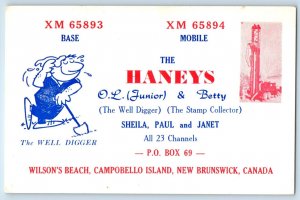 XM 65893 XM 65894
BASE MOBILE
THE
HANEYS
O.L. (Junior) & Betty
(The Well Digger) (The Stamp Collector)
SHEILA, PAUL and JANET
All 23 Channels
The WELL DIGGER
— P.O. BOX 69 —
WILSON'S BEACH, CAMPOBELLO ISLAND, NEW BRUNSWICK, CANADA